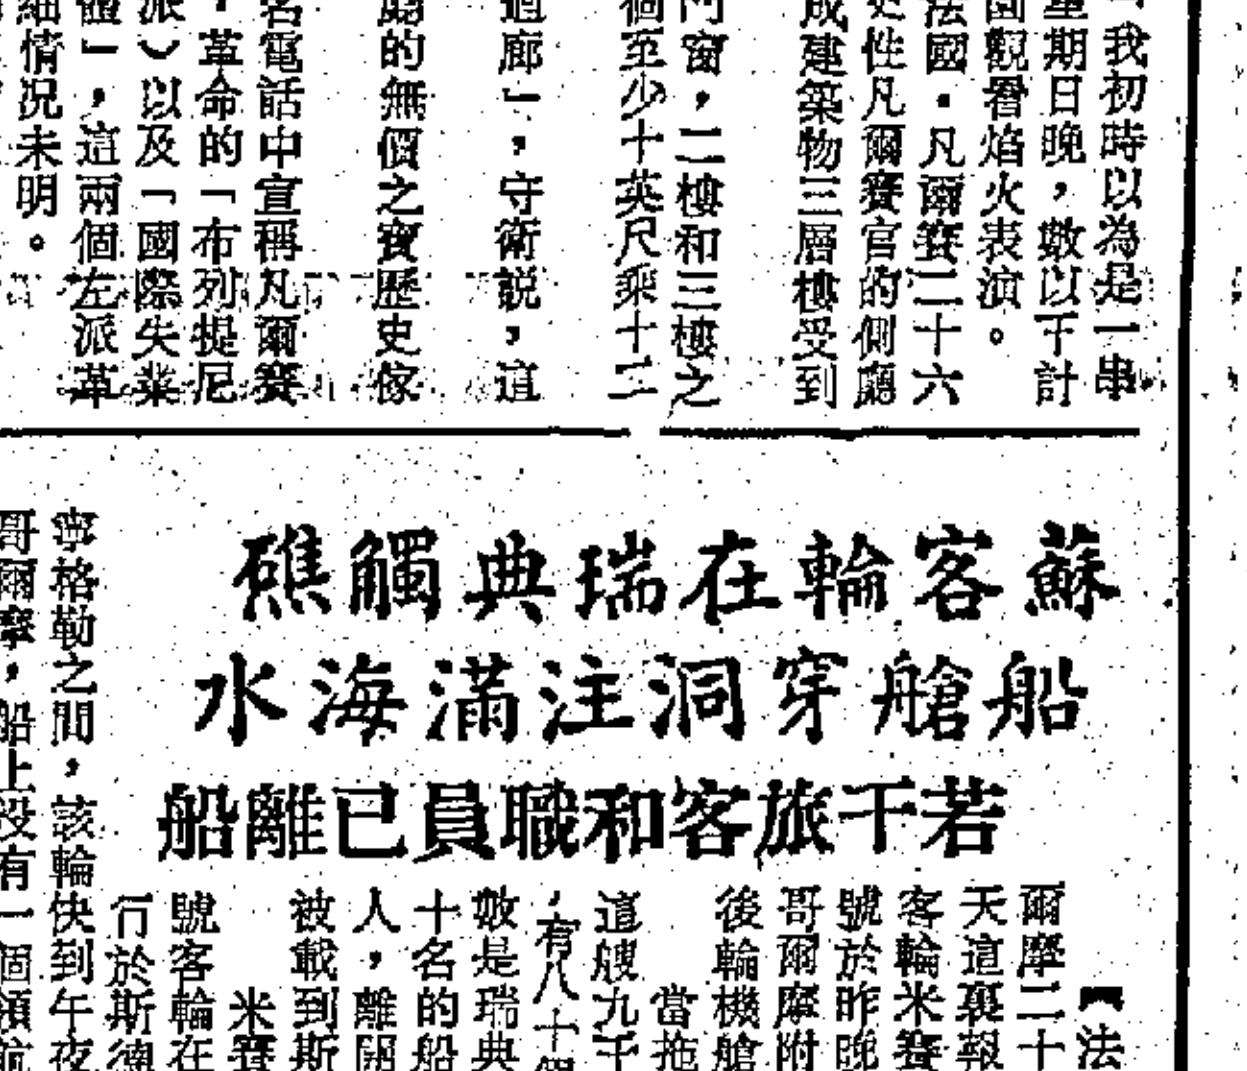 我初時以為是一串
星期日晚，數以千計
園觀看焰火表演。
法國．凡爾賽二十六
史性凡爾賽官的側廳
成建築物三層樓受到
門窗，二樓和三樓之
個至少十英尺乘十二
廊」，守衛説，這
的無價之寶歷史傢
名電話中宣稱凡爾賽
，革命的「布列提尼
派）以及「國際失業
體」，這兩個左派革
細情况未明。
蘇客輪在瑞典觸礁
船艙穿洞注滿海水
若干旅客和職員已離船
【法
爾摩二十
天這裏報
客輪米賽
號於昨晚
哥爾摩附
後輪機艙
當拖
這艘九千
，有八十個
數是瑞典
十名的船
人，離開
被載到斯
米賽
號客輪在
行於斯德
寧格勒之間，該輪快到午夜
哥爾摩，船上没有一個領航